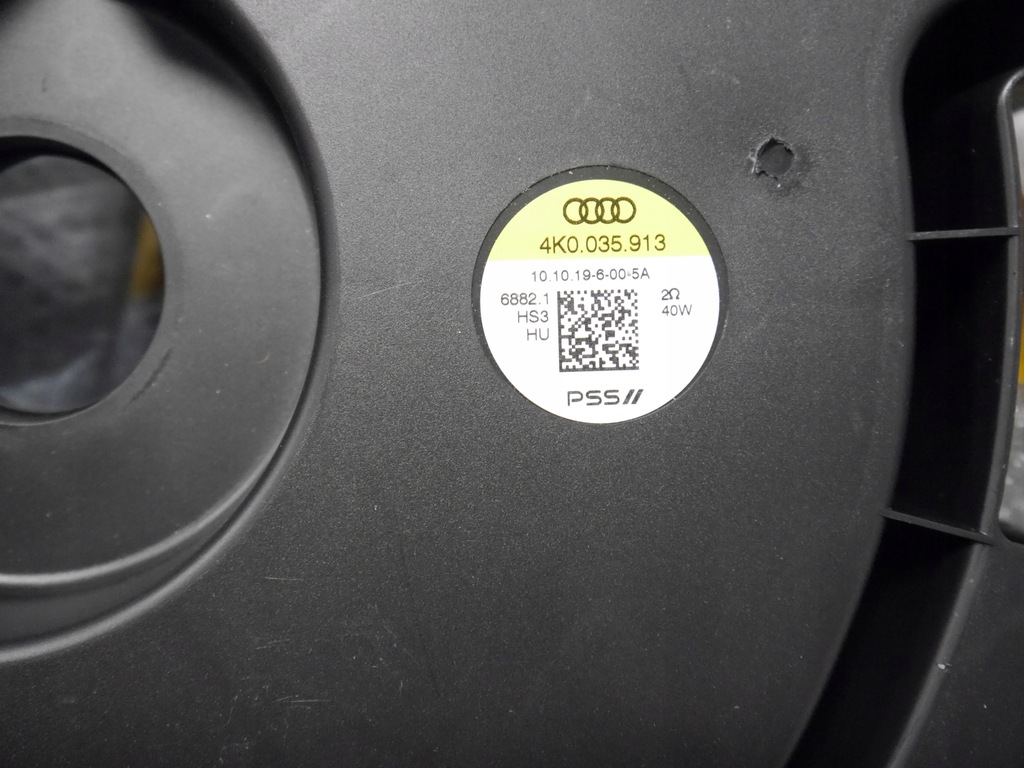 4K0.035.913
10.10.19-6-00-5A
6882.1
HS3
HU
2Ω
40W
PSS//